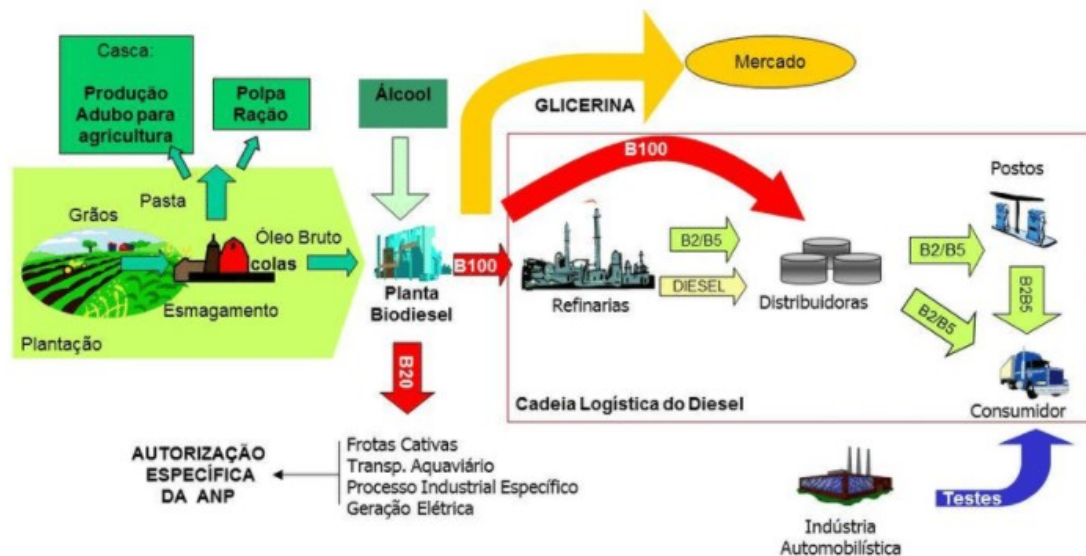 Casca:
Produção
Adubo para
agricultura
Polpa
Ração
Álcool
GLICERINA
Mercado
Pasta
Grãos
Óleo Bruto
colas
Esmagamento
Plantação
Planta
Biodiesel
B100
B100
B20
Refinarias
B2/B5
DIESEL
Distribuidoras
B2/B5
B2/B5
Postos
B2B5
Consumidor
Cadeia Logística do Diesel
AUTORIZAÇÃO
ESPECÍFICA
DA ANP
Frotas Cativas
Transp. Aquaviário
Processo Industrial Específico
Geração Elétrica
Indústria
Automobilística
Testes